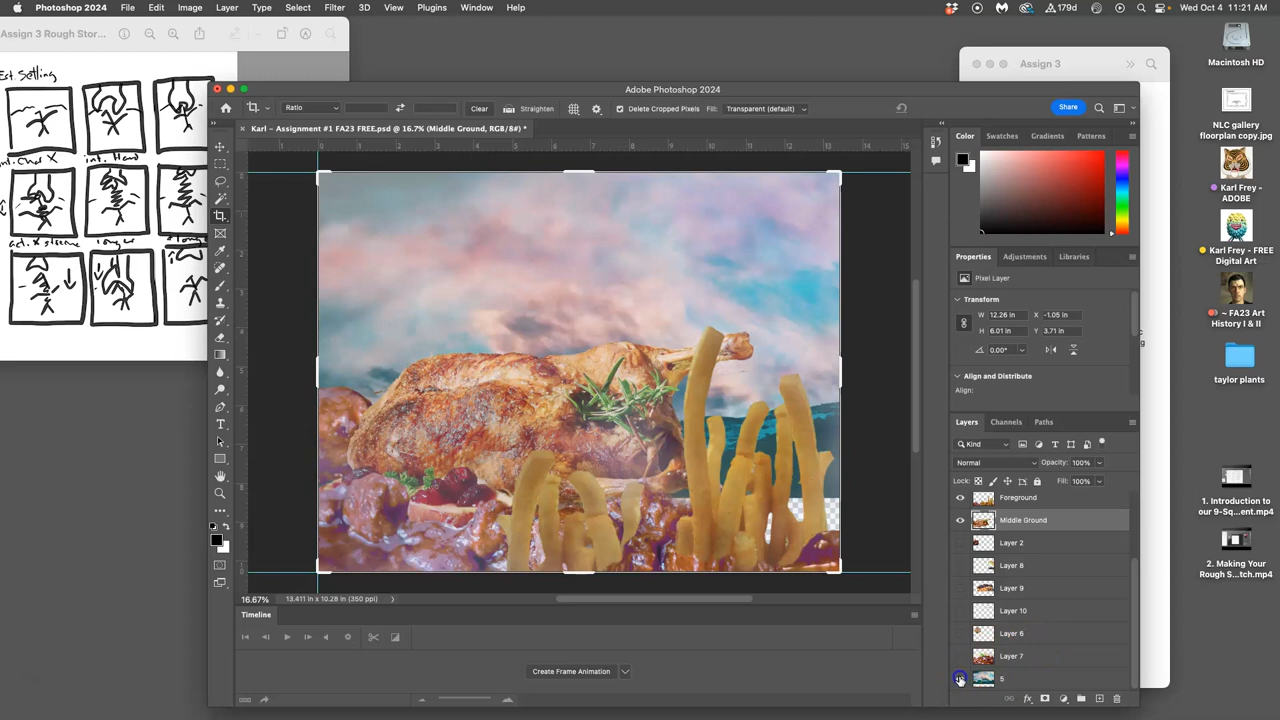 Photoshop 2024 File Edit Image Layer Type Select Filter 3D View Plugins Window Help
179d Wed Oct 4 11:21 AM
Assign 3 Rough Stor...
Assign 3
Macintosh HD
NLC gallery
floorplan copy.jpg
Karl Frey -
ADOBE
Karl Frey - FREE
Digital Art
~ FA23 Art
History I & II
taylor plants
1. Introduction to
our 9-Sq...ent.mp4
2. Making Your
Rough S...tch.mp4
Adobe Photoshop 2024
Ratio Clear Straighten Delete Cropped Pixels Fill: Transparent (default) Share
Karl – Assignment #1 FA23 FREE.psd @ 16.7% (Middle Ground, RGB/8#) *
Color Swatches Gradients Patterns
Properties Adjustments Libraries
Pixel Layer
Transform
W 12.26 in X -1.05 in
H 6.01 in Y 3.71 in
0.00°
Align and Distribute
Align:
Layers Channels Paths
Kind
Normal Opacity: 100%
Lock: Fill: 100%
Foreground
Middle Ground
Layer 2
Layer 8
Layer 9
Layer 10
Layer 6
Layer 7
5
fx
16.67% 13.411 in x 10.28 in (350 ppi)
Timeline
Create Frame Animation